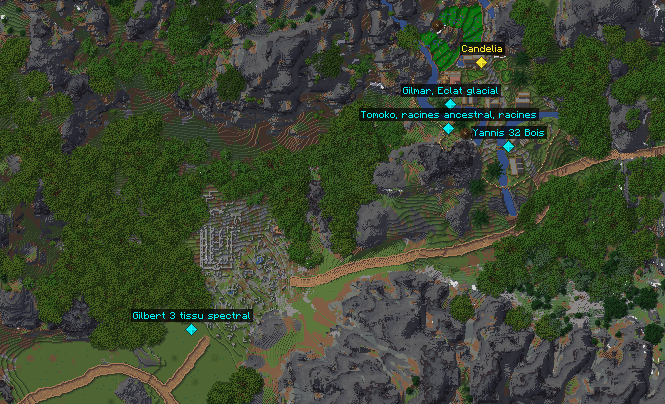 Candelia
Gilmar, Eclat glacial
Tomoko, racines ancestral, racines
Yannis 32 Bois
Gilbert 3 tissu spectral